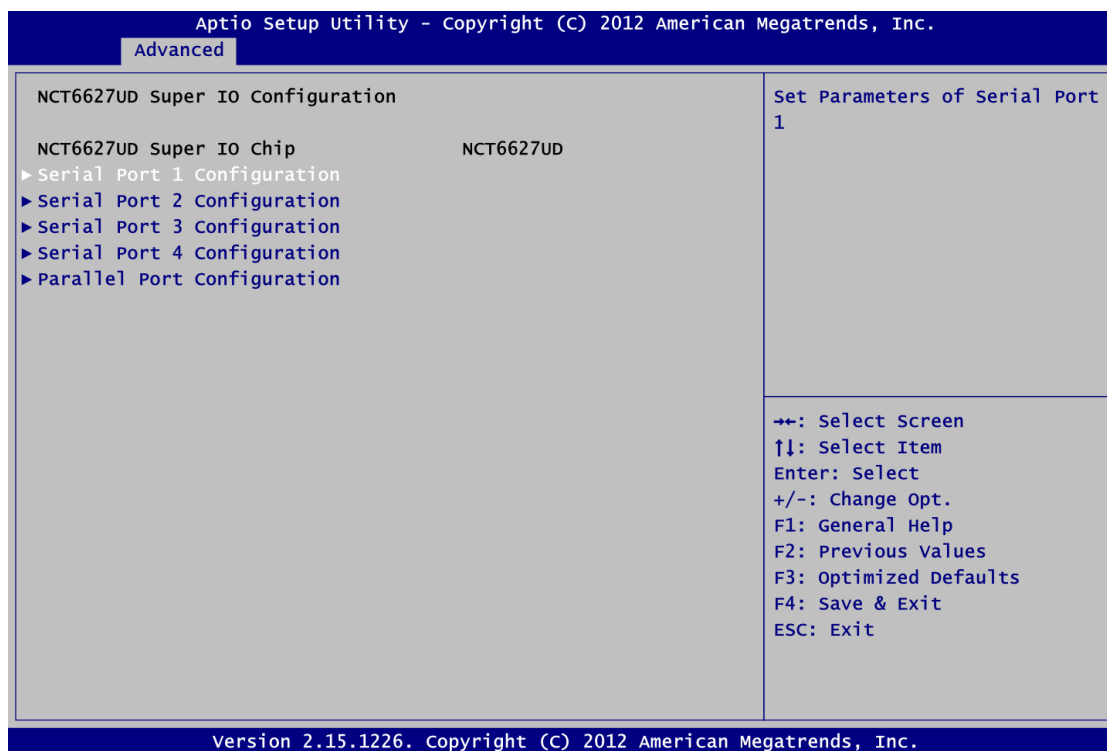 Aptio Setup Utility - Copyright (C) 2012 American Megatrends, Inc.
Advanced
NCT6627UD Super IO Configuration
NCT6627UD Super IO Chip NCT6627UD
▶ Serial Port 1 Configuration
▶ Serial Port 2 Configuration
▶ Serial Port 3 Configuration
▶ Serial Port 4 Configuration
▶ Parallel Port Configuration
Set Parameters of Serial Port
1
→←: Select Screen
↑↓: Select Item
Enter: Select
+/-: Change Opt.
F1: General Help
F2: Previous Values
F3: Optimized Defaults
F4: Save & Exit
ESC: Exit
Version 2.15.1226. Copyright (C) 2012 American Megatrends, Inc.